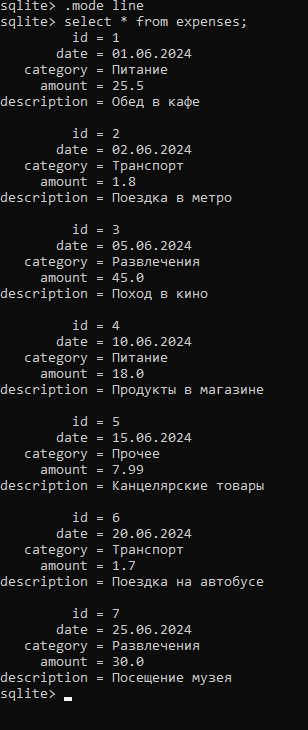 sqlite> .mode line
sqlite> select * from expenses;
id = 1
date = 01.06.2024
category = Питание
amount = 25.5
description = Обед в кафе
id = 2
date = 02.06.2024
category = Транспорт
amount = 1.8
description = Поездка в метро
id = 3
date = 05.06.2024
category = Развлечения
amount = 45.0
description = Поход в кино
id = 4
date = 10.06.2024
category = Питание
amount = 18.0
description = Продукты в магазине
id = 5
date = 15.06.2024
category = Прочее
amount = 7.99
description = Канцелярские товары
id = 6
date = 20.06.2024
category = Транспорт
amount = 1.7
description = Поездка на автобусе
id = 7
date = 25.06.2024
category = Развлечения
amount = 30.0
description = Посещение музея
sqlite>